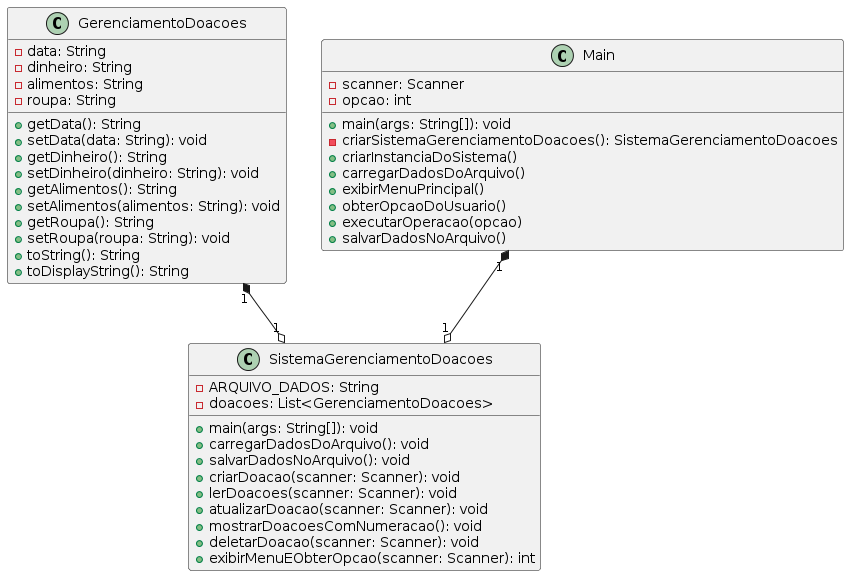 C GerenciamentoDoacoes
data: String
dinheiro: String
alimentos: String
roupa: String
getData(): String
setData(data: String): void
getDinheiro(): String
setDinheiro(dinheiro: String): void
getAlimentos(): String
setAlimentos(alimentos: String): void
getRoupa(): String
setRoupa(roupa: String): void
toString(): String
toDisplayString(): String
C Main
scanner: Scanner
opcao: int
main(args: String[]): void
criarSistemaGerenciamentoDoacoes(): SistemaGerenciamentoDoacoes
criarInstanciaDoSistema()
carregarDadosDoArquivo()
exibirMenuPrincipal()
obterOpcaoDoUsuario()
executarOperacao(opcao)
salvarDadosNoArquivo()
1
1
1
1
C SistemaGerenciamentoDoacoes
ARQUIVO_DADOS: String
doacoes: List<GerenciamentoDoacoes>
main(args: String[]): void
carregarDadosDoArquivo(): void
salvarDadosNoArquivo(): void
criarDoacao(scanner: Scanner): void
lerDoacoes(scanner: Scanner): void
atualizarDoacao(scanner: Scanner): void
mostrarDoacoesComNumeracao(): void
deletarDoacao(scanner: Scanner): void
exibirMenuEObterOpcao(scanner: Scanner): int